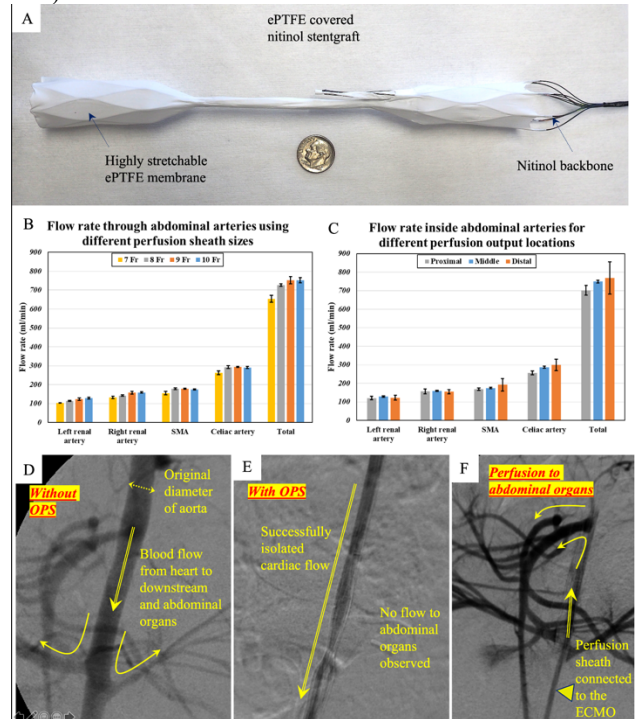 A
ePTFE covered
nitinol stentgraft
Highly stretchable
ePTFE membrane
Nitinol backbone
B
Flow rate through abdominal arteries using
different perfusion sheath sizes
7 Fr 8 Fr 9 Fr 10 Fr
Flow rate (ml/min)
900
800
700
600
500
400
300
200
100
0
Left renal
artery
Right renal
artery
SMA
Celiac artery
Total
C
Flow rate inside abdominal arteries for
different perfusion output locations
Proximal Middle Distal
Flow rate (ml/min)
900
800
700
600
500
400
300
200
100
0
Left renal
artery
Right renal
artery
SMA
Celiac artery
Total
D
Without
OPS
Original
diameter
of aorta
Blood flow
from heart to
downstream
and abdominal
organs
E
With OPS
Successfully
isolated
cardiac flow
No flow to
abdominal
organs
observed
F
Perfusion to
abdominal organs
Perfusion
sheath
connected
to the
ECMO